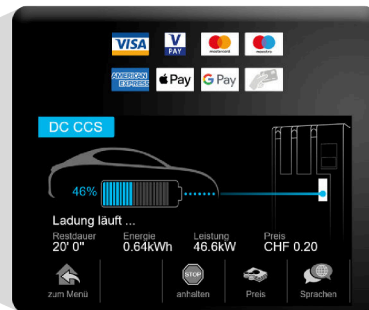 VISA
V
PAY
mastercard
maestro
AMERICAN
EXPRESS
Pay
G Pay
DC CCS
46%
Ladung läuft ...
Restdauer Energie Leistung Preis
20' 0" 0.64kWh 46.6kW CHF 0.20
STOP
zum Menü anhalten Preis Sprachen